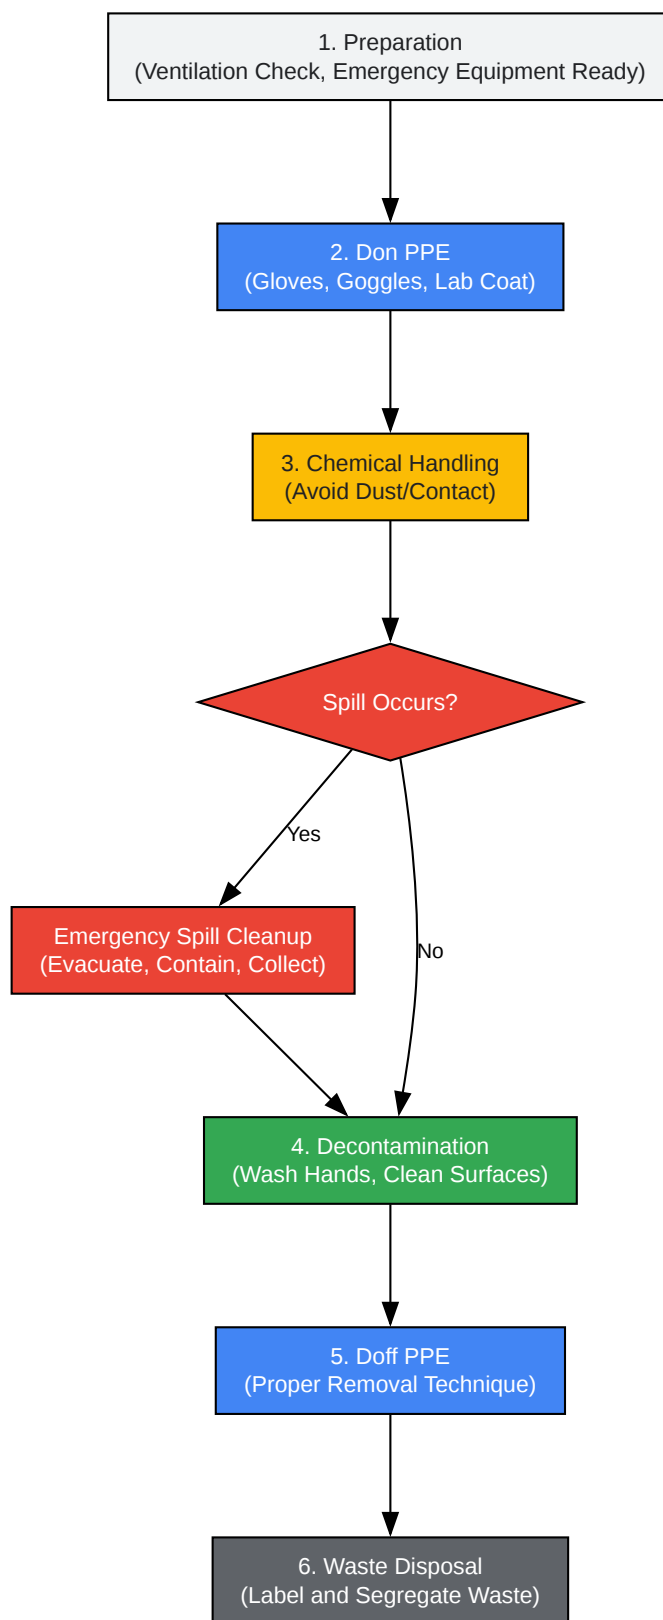 1. Preparation
(Ventilation Check, Emergency Equipment Ready)
2. Don PPE
(Gloves, Goggles, Lab Coat)
3. Chemical Handling
(Avoid Dust/Contact)
Spill Occurs?
Yes
Emergency Spill Cleanup
(Evacuate, Contain, Collect)
No
4. Decontamination
(Wash Hands, Clean Surfaces)
5. Doff PPE
(Proper Removal Technique)
6. Waste Disposal
(Label and Segregate Waste)